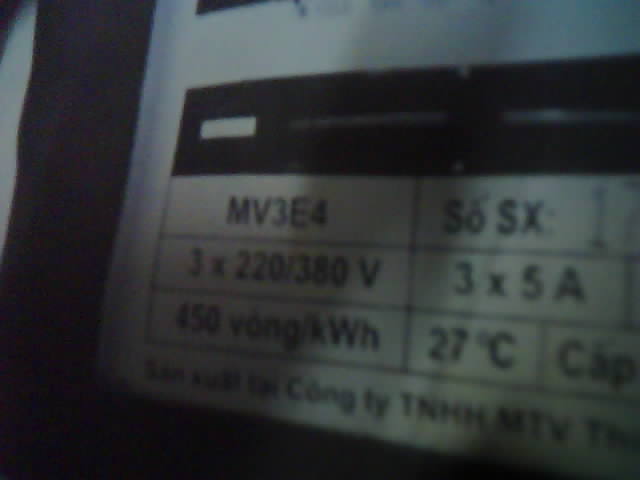 MV3E4 Số SX:
3 x 220/380 V 3 x 5 A
450 vòng/kWh 27 °C Cấp
Sản xuất tại Công ty TNHH MTV